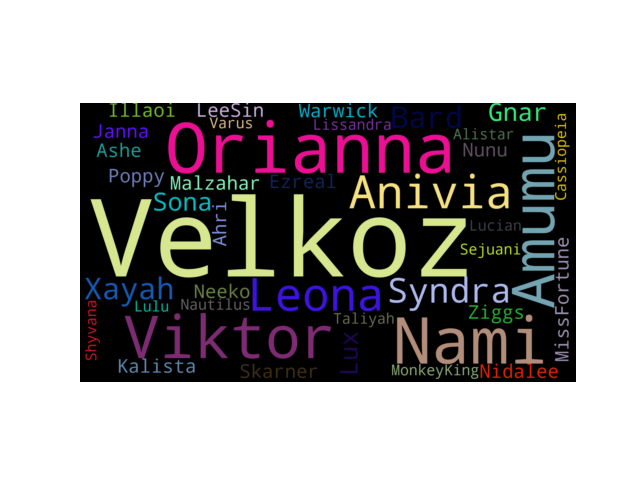 Illaoi
LeeSin
Warwick
Bard
Gnar
Varus
Lissandra
Janna
Orianna
Alistar
Cassiopeia
Ashe
Nunu
Poppy
Malzahar
Ezreal
Anivia
Amumu
Sona
Ahri
Velkoz
Lucian
Sejuani
MissFortune
Xayah
Neeko
Leona
Syndra
Lulu
Nautilus
Ziggs
Shyvana
Viktor
Taliyah
Nami
Lux
Kalista
Skarner
MonkeyKing
Nidalee